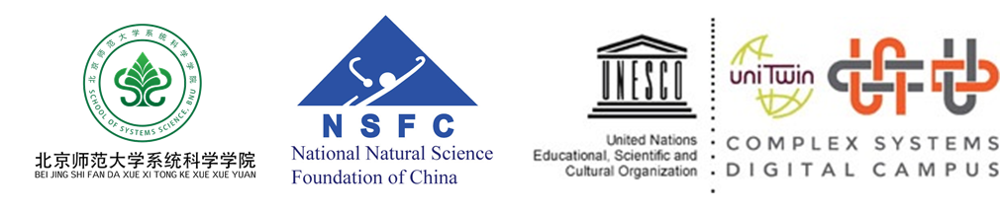 北京师范大学系统科学学院
SCHOOL OF SYSTEMS SCIENCE, BNU
北京师范大学系统科学学院
BEI JING SHI FAN DA XUE XI TONG KE XUE XUE YUAN
NSFC
National Natural Science
Foundation of China
UNESCO
United Nations
Educational, Scientific and
Cultural Organization
uniTwin
COMPLEX SYSTEMS
DIGITAL CAMPUS